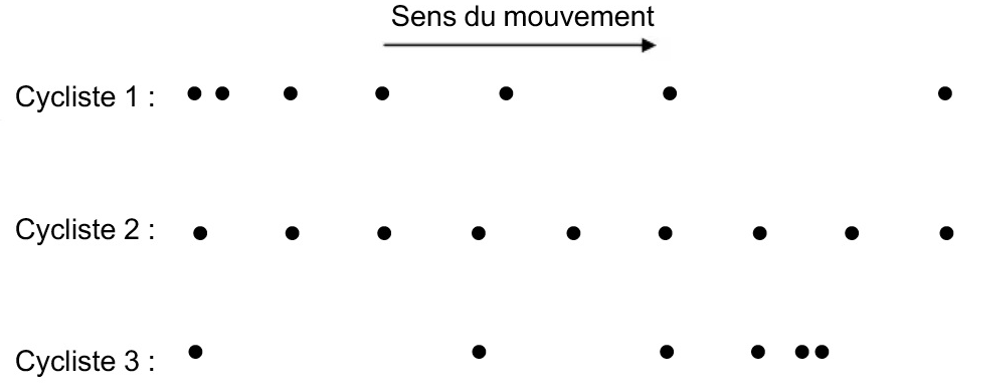 Sens du mouvement
Cycliste 1 :
Cycliste 2 :
Cycliste 3 :